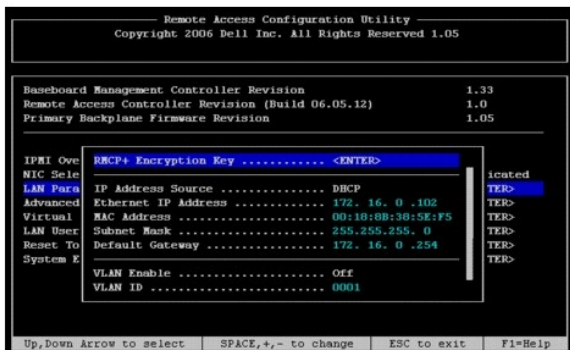 Remote Access Configuration Utility
Copyright 2006 Dell Inc. All Rights Reserved 1.05
Baseboard Management Controller Revision 1.33
Remote Access Controller Revision (Build 06.05.12) 1.0
Primary Backplane Firmware Revision 1.05
IPMI Ove
RMCP+ Encryption Key ............ <ENTER>
NIC Sele icated
LAN Para IP Address Source ............... DHCP TER>
Advanced Ethernet IP Address ............. 172. 16. 0 .102 TER>
Virtual MAC Address ..................... 00:18:8B:38:5E:F5 TER>
LAN User Subnet Mask ..................... 255.255.255. 0 TER>
Reset To Default Gateway ................. 172. 16. 0 .254 TER>
System E TER>
VLAN Enable ..................... Off
VLAN ID ......................... 0001
Up,Down Arrow to select SPACE,+,- to change ESC to exit F1=Help